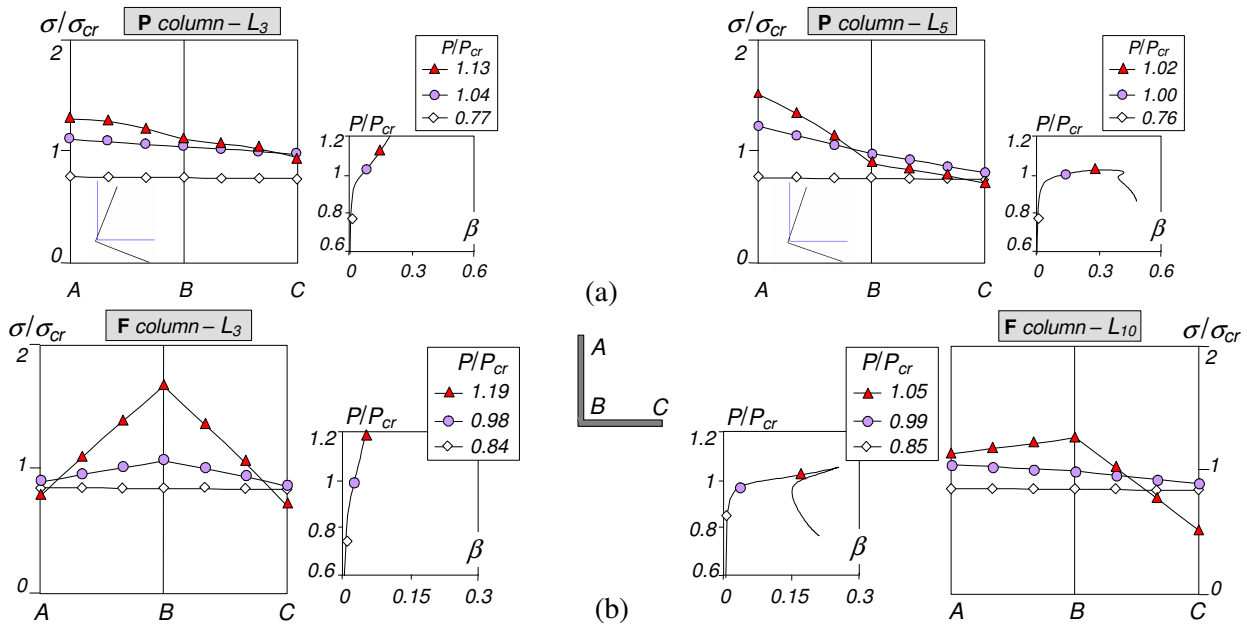 P column – L3
σ/σcr
2
1
0
A
B
C
P/Pcr
1.13
1.04
0.77
P/Pcr
1.2
1
0.8
0.6
0
0.3
0.6
β
P column – L5
σ/σcr
2
1
0
A
B
C
P/Pcr
1.02
1.00
0.76
P/Pcr
1.2
1
0.8
0.6
0
0.3
0.6
β
(a)
F column – L3
σ/σcr
2
1
0
A
B
C
P/Pcr
1.19
0.98
0.84
P/Pcr
1.2
1
0.8
0.6
0
0.15
0.3
β
A
B
C
P/Pcr
1.05
0.99
0.85
P/Pcr
1.2
1
0.8
0.6
0
0.15
0.3
β
F column – L10
σ/σcr
2
1
0
A
B
C
(b)